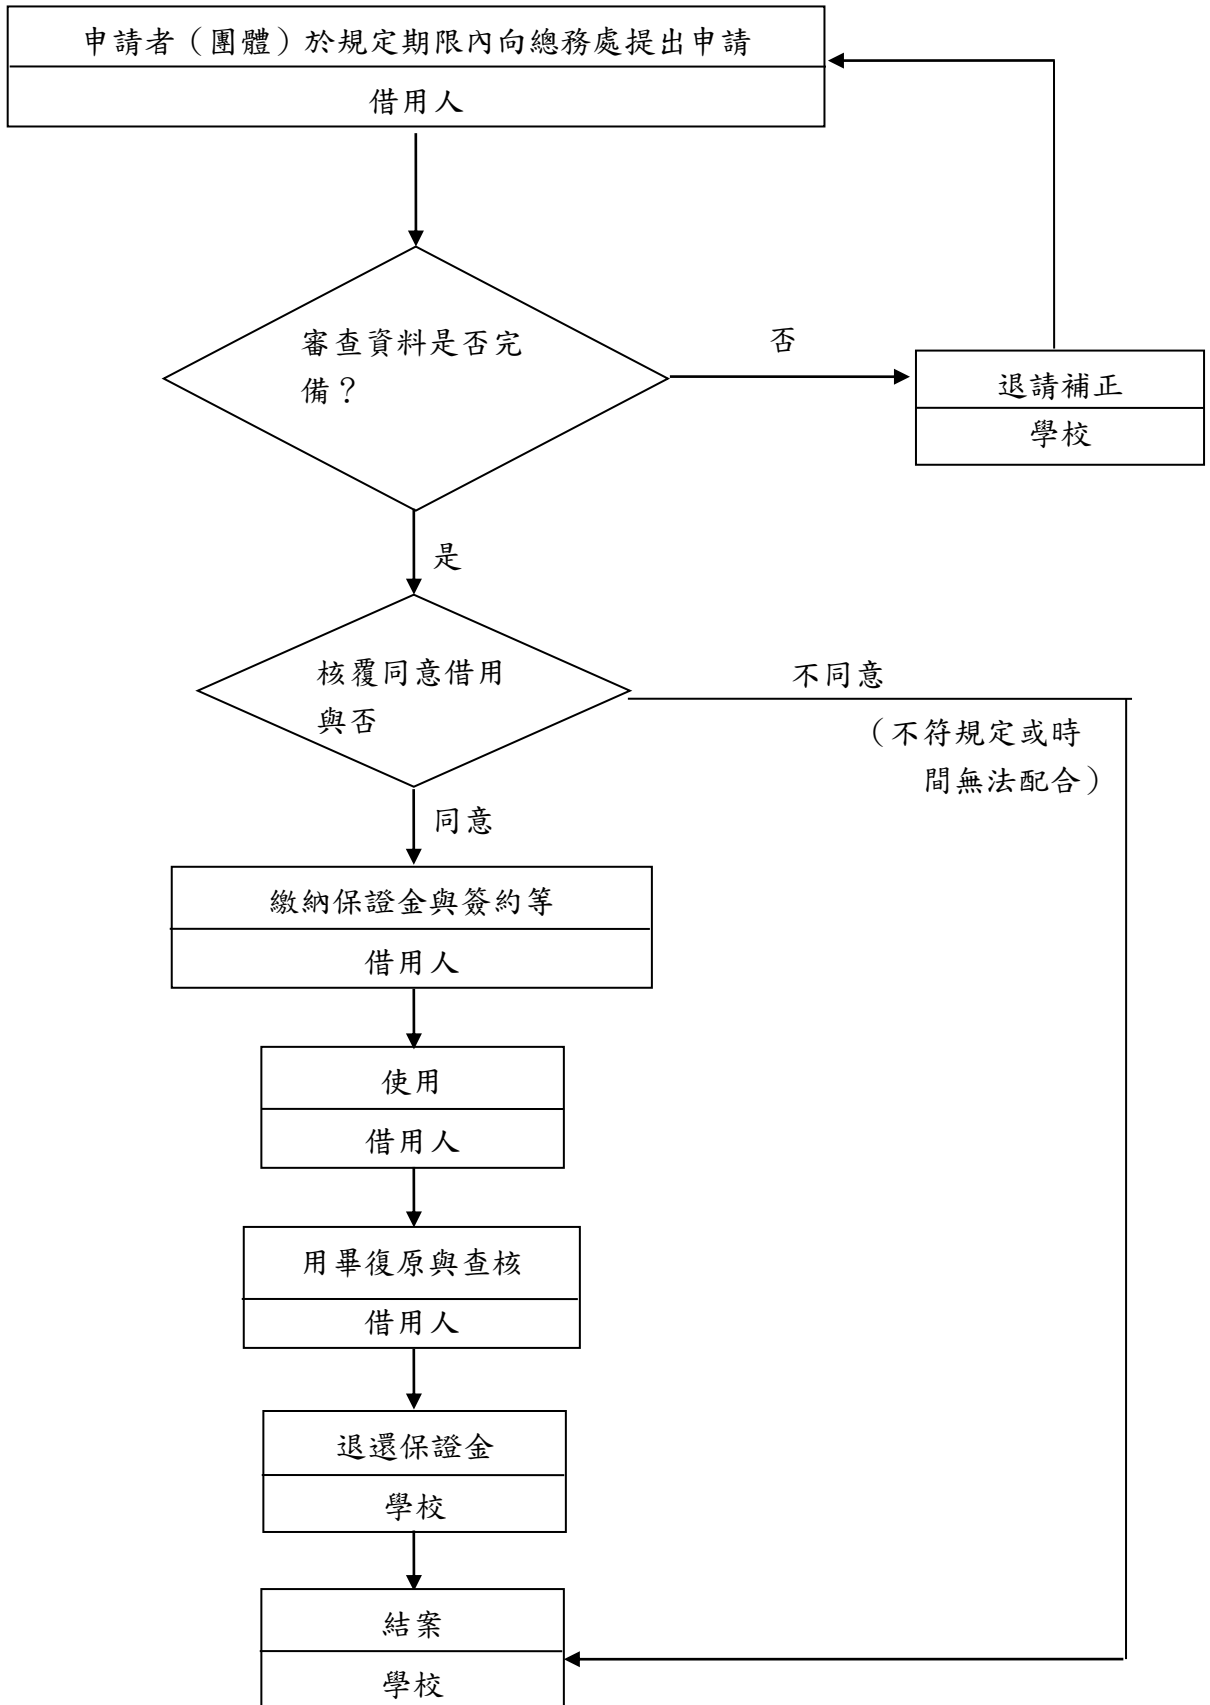 申請者（團體）於規定期限內向總務處提出申請
借用人
審查資料是否完
備？
否
退請補正
學校
是
核覆同意借用
與否
不同意
（不符規定或時
間無法配合）
同意
繳納保證金與簽約等
借用人
使用
借用人
用畢復原與查核
借用人
退還保證金
學校
結案
學校